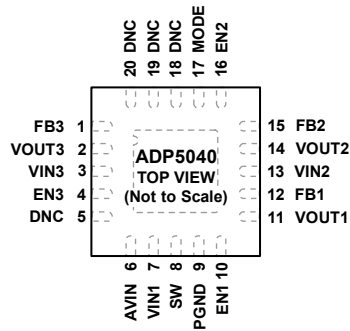 20 DNC
19 DNC
18 DNC
17 MODE
16 EN2
FB3 1
VOUT3 2
VIN3 3
EN3 4
DNC 5
ADP5040
TOP VIEW
(Not to Scale)
15 FB2
14 VOUT2
13 VIN2
12 FB1
11 VOUT1
AVIN 6
VIN1 7
SW 8
PGND 9
EN1 10